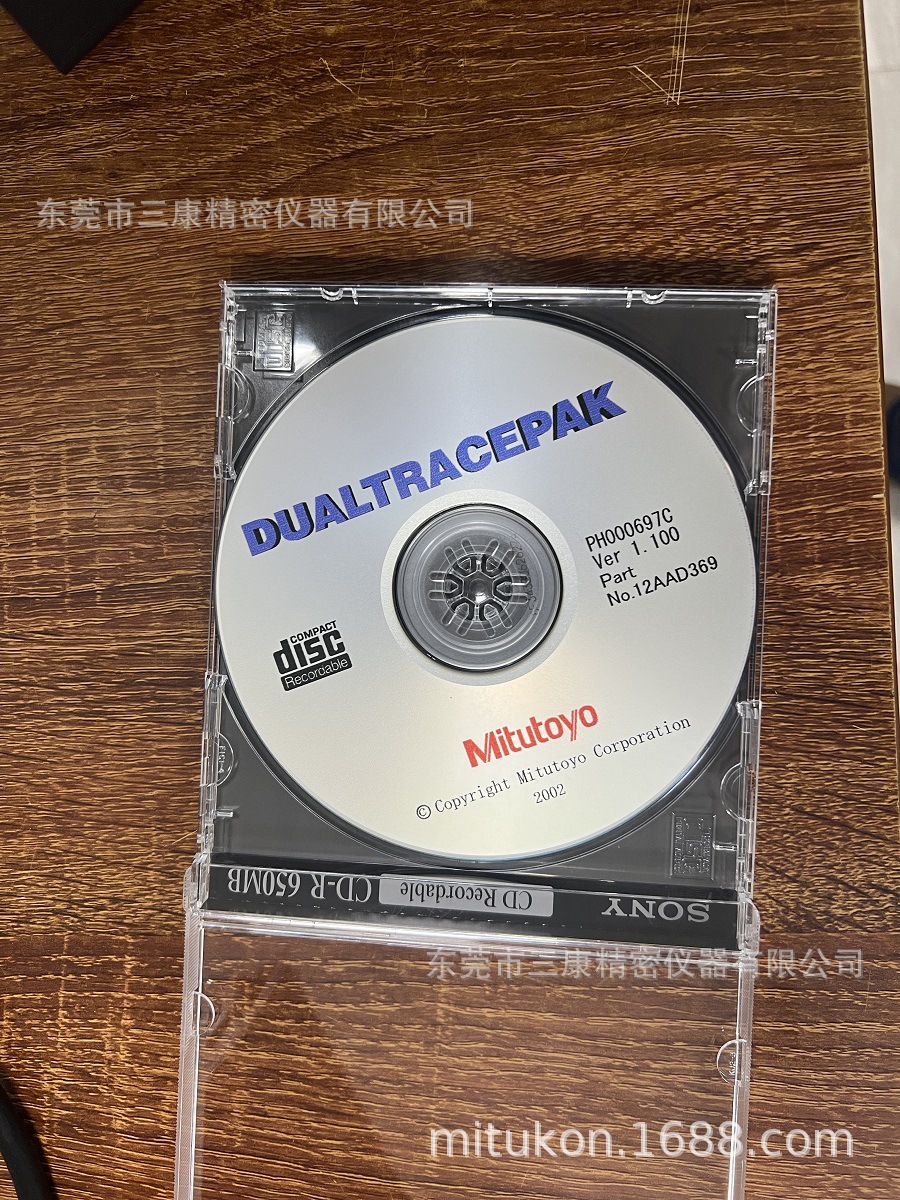 东莞市三康精密仪器有限公司
DUALTRACEPAK
PH000697C
Ver 1.100
Part
No.12AAD369
COMPACT
disc
Recordable
Mitutoyo
© Copyright Mitutoyo Corporation
2002
SONY
CD Recordable
CD-R 650MB
东莞市三康精密仪器有限公司
mitukon.1688.com